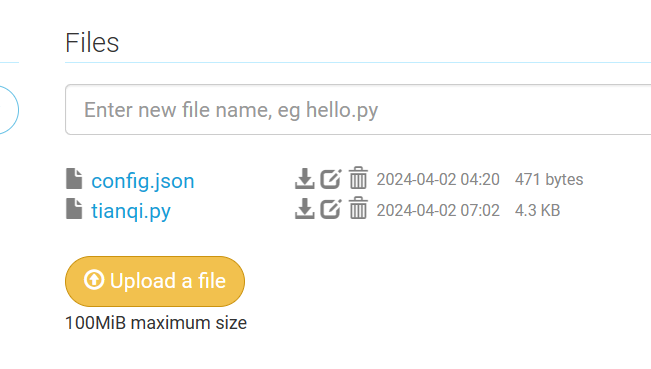 Files
Enter new file name, eg hello.py
config.json 2024-04-02 04:20 471 bytes
tianqi.py 2024-04-02 07:02 4.3 KB
Upload a file
100MiB maximum size